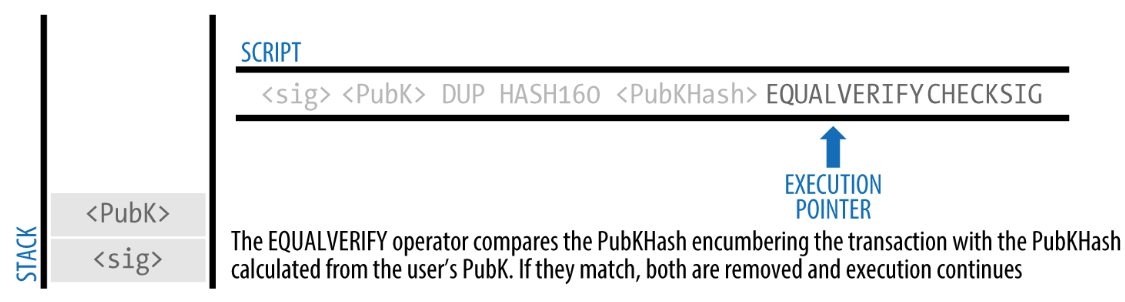 SCRIPT
<sig> <PubK> DUP HASH160 <PubKHash> EQUALVERIFY CHECKSIG
EXECUTION
POINTER
STACK
<PubK>
<sig>
The EQUALVERIFY operator compares the PubKHash encumbering the transaction with the PubKHash
calculated from the user’s PubK. If they match, both are removed and execution continues